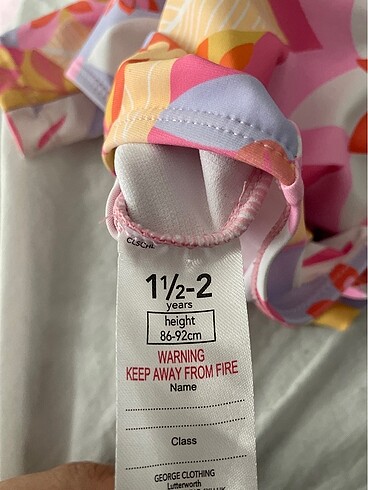 1½-2
years
height
86-92cm
WARNING
KEEP AWAY FROM FIRE
Name
Class
GEORGE CLOTHING
Lutterworth